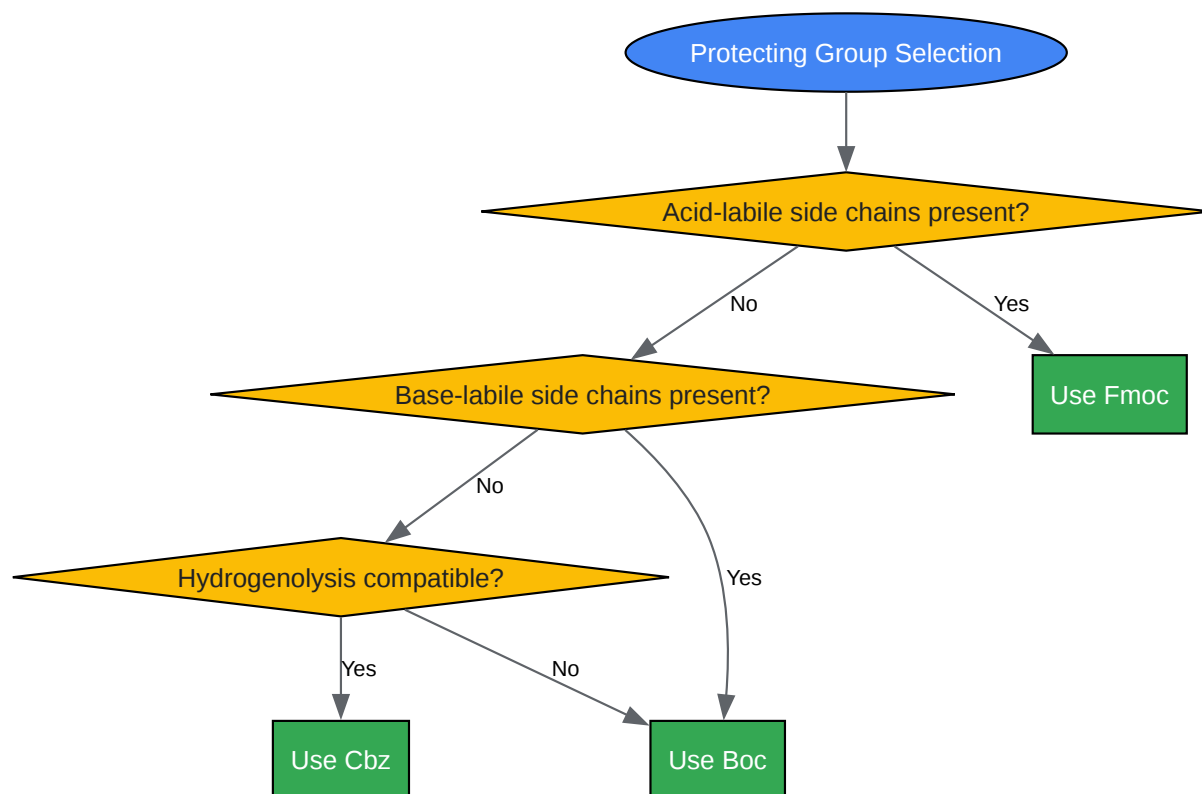 Protecting Group Selection
Acid-labile side chains present?
No
Yes
Base-labile side chains present?
Use Fmoc
No
Yes
Hydrogenolysis compatible?
Yes
No
Use Cbz
Use Boc